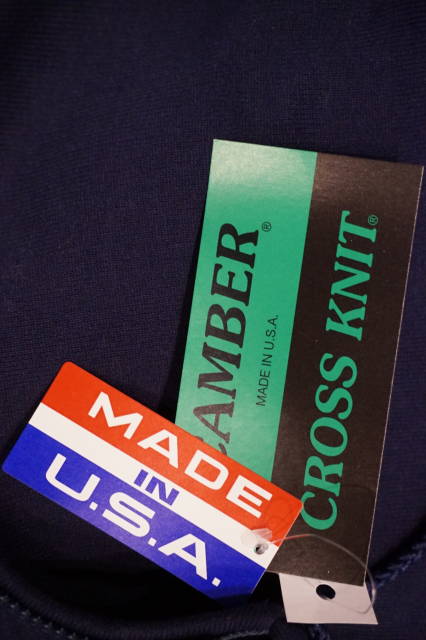 CAMBER®
MADE IN U.S.A.
CROSS KNIT®
MADE
IN
U.S.A.